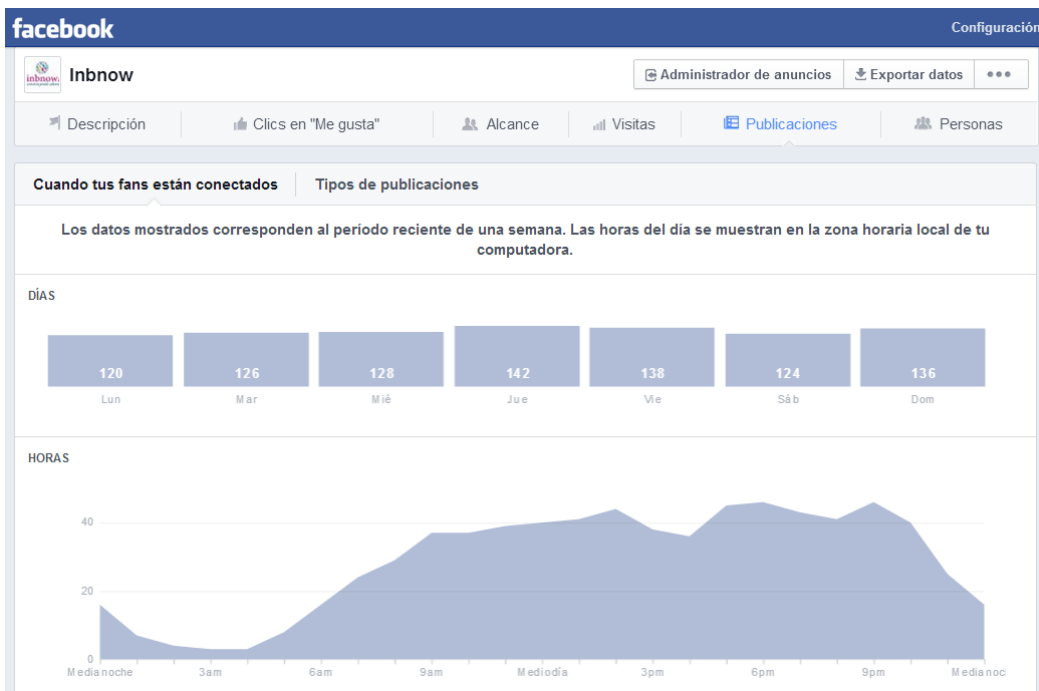 facebook
Configuración
inbnow.
Inbnow
Administrador de anuncios
Exportar datos
Descripción
Clics en "Me gusta"
Alcance
Visitas
Publicaciones
Personas
Cuando tus fans están conectados
Tipos de publicaciones
Los datos mostrados corresponden al período reciente de una semana. Las horas del día se muestran en la zona horaria local de tu
computadora.
DÍAS
120
126
128
142
138
124
136
Lun
Mar
Mié
Jue
Vie
Sáb
Dom
HORAS
40
20
0
Medianoche
3am
6am
9am
Mediodía
3pm
6pm
9pm
Medianoc